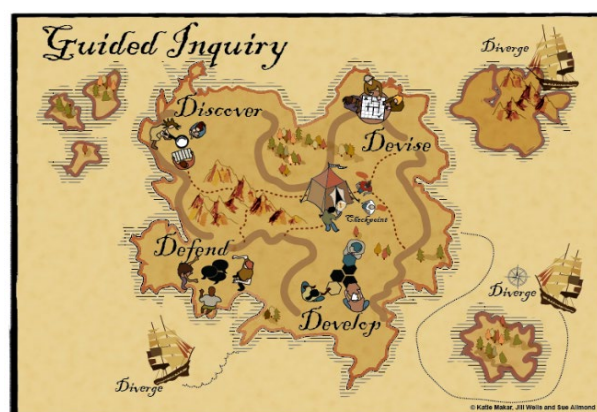 Guided Inquiry
Diverge
Discover
Devise
Checkpoint
Defend
Diverge
Develop
Diverge
© Katie Makar, Jill Wells and Sue Allmond